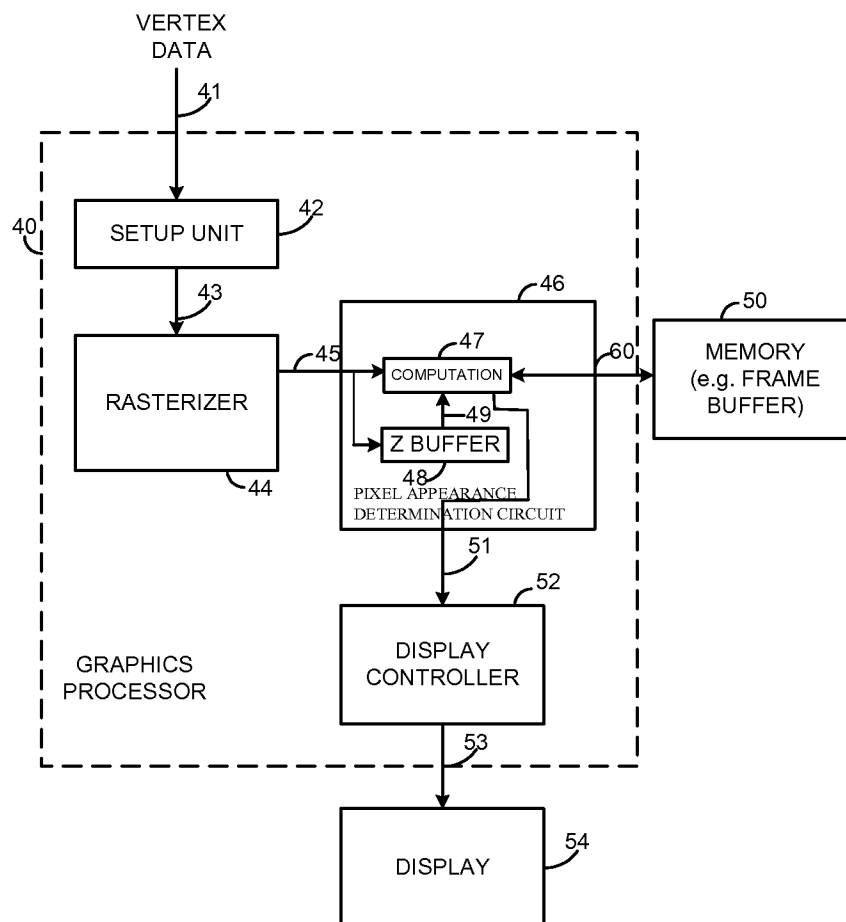 VERTEX
DATA
41
40
SETUP UNIT
42
43
RASTERIZER
44
45
46
47
COMPUTATION
49
Z BUFFER
48
PIXEL APPEARANCE
DETERMINATION CIRCUIT
60
50
MEMORY
(e.g. FRAME
BUFFER)
51
52
DISPLAY
CONTROLLER
GRAPHICS
PROCESSOR
53
DISPLAY
54